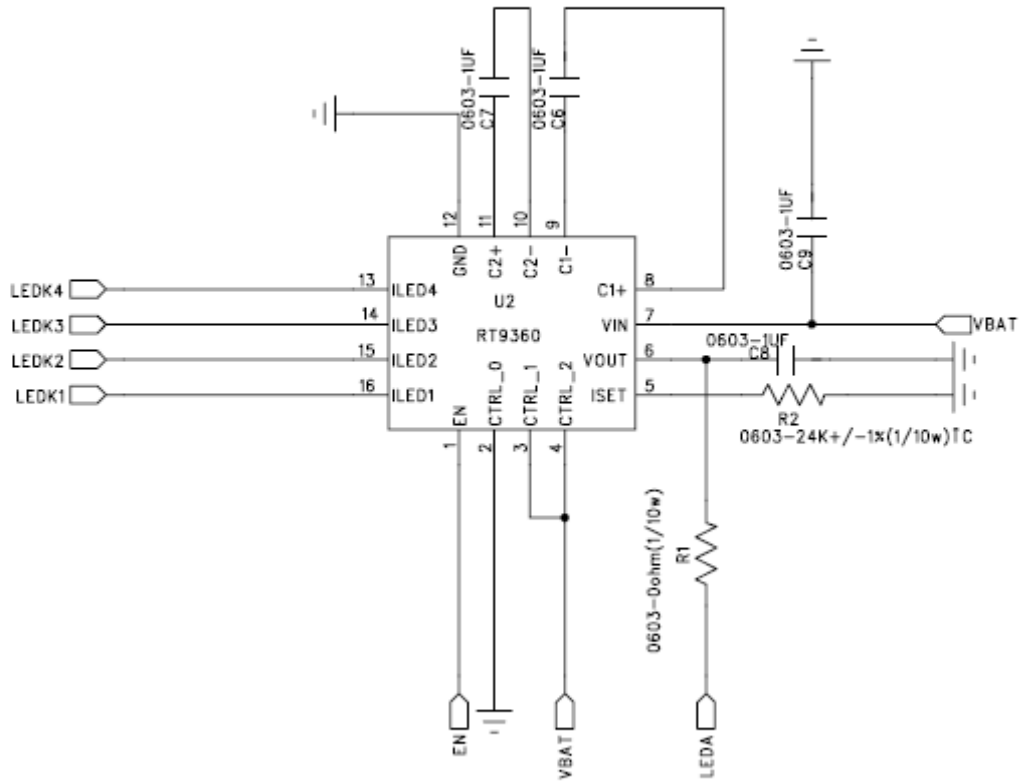 0603-1UF
C7
0603-1UF
C6
0603-1UF
C9
12
11
10
9
GND
C2+
C2-
C1-
LEDK4
13
ILED4
C1+
8
U2
LEDK3
14
ILED3
VIN
7
VBAT
RT9360
0603-1UF
C8
LEDK2
15
ILED2
VOUT
6
LEDK1
16
ILED1
ISET
5
EN
CTRL_0
CTRL_1
CTRL_2
R2
0603-24K+/-1%(1/10w)TC
1
2
3
4
0603-0ohm(1/10w)
R1
EN
VBAT
LEDA